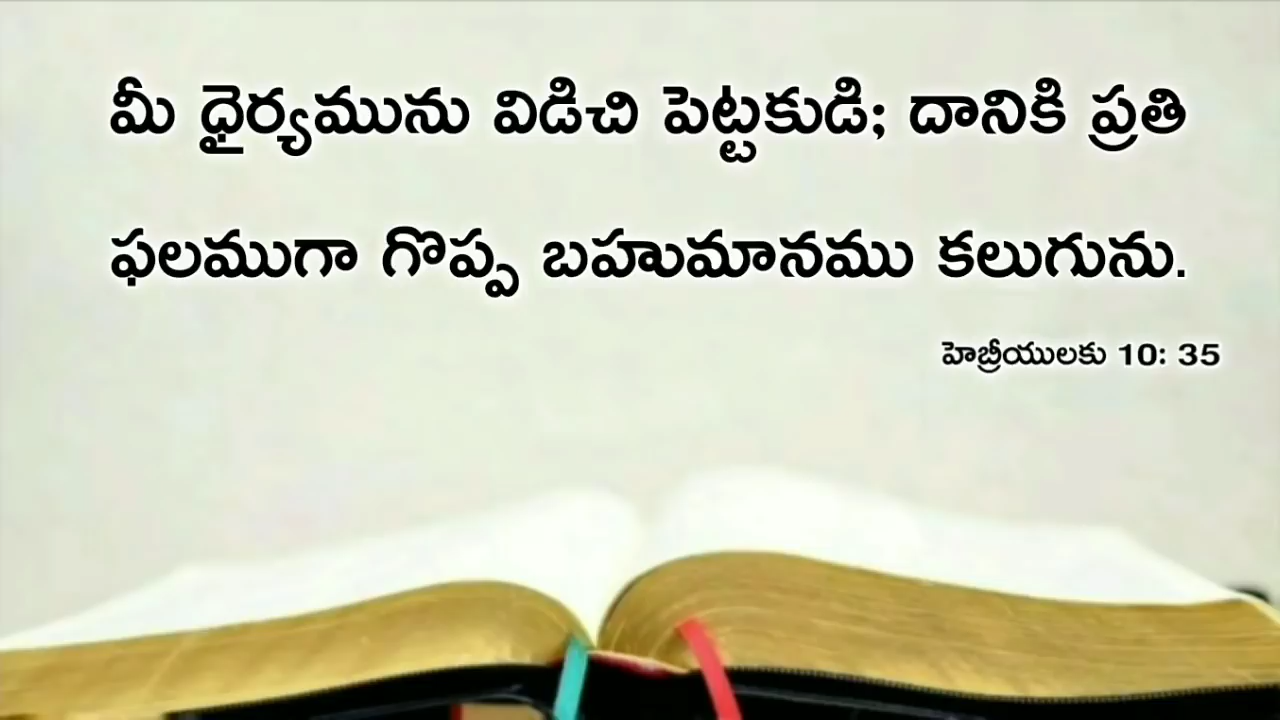 మీ ధైర్యమును విడిచి పెట్టకుడి; దానికి ప్రతి
ఫలముగా గొప్ప బహుమానము కలుగును.
హెబ్రీయులకు 10: 35